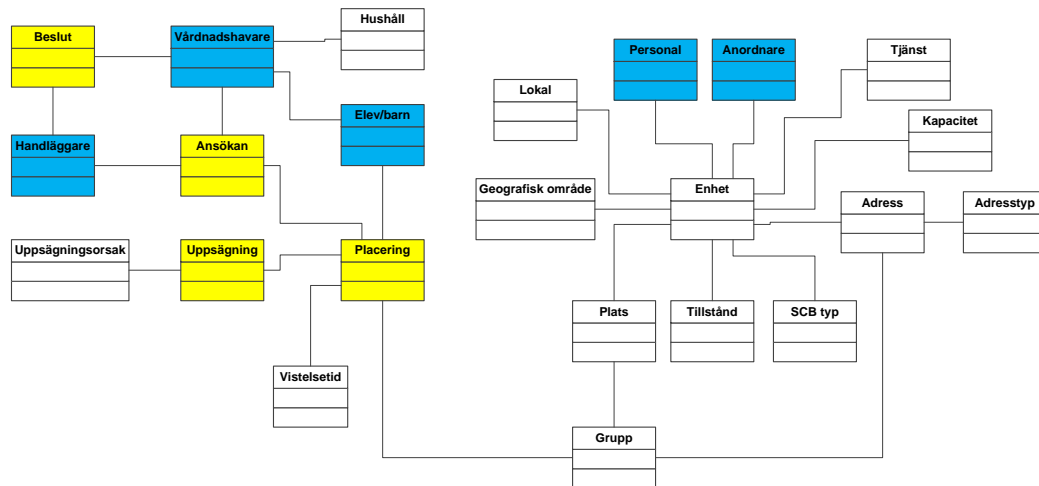 Hushåll
Beslut
Vårdnadshavare
Personal
Anordnare
Tjänst
Lokal
Elev/barn
Kapacitet
Handläggare
Ansökan
Geografisk område
Enhet
Adress
Adresstyp
Uppsägningsorsak
Uppsägning
Placering
Plats
Tillstånd
SCB typ
Vistelsetid
Grupp